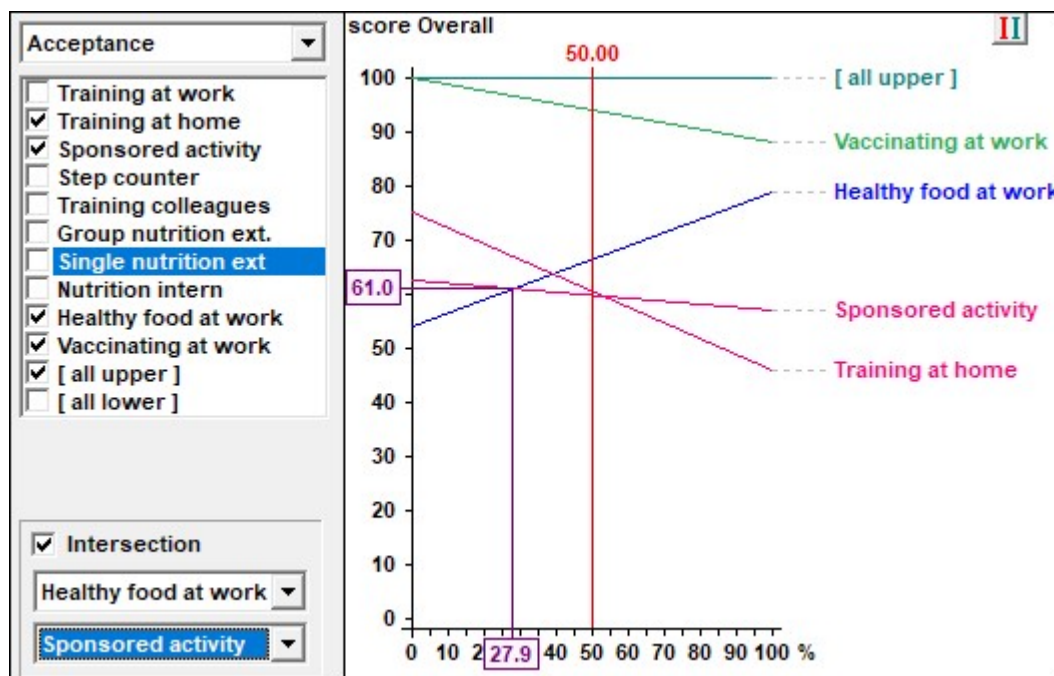 Acceptance
Training at work
Training at home
Sponsored activity
Step counter
Training colleagues
Group nutrition ext.
Single nutrition ext
Nutrition intern
Healthy food at work
Vaccinating at work
[ all upper ]
[ all lower ]
Intersection
Healthy food at work
Sponsored activity
score Overall
II
50.00
100
90
80
70
61.0
50
40
30
20
10
0
0 10 2 27.9 40 50 60 70 80 90 100 %
[ all upper ]
Vaccinating at work
Healthy food at work
Sponsored activity
Training at home